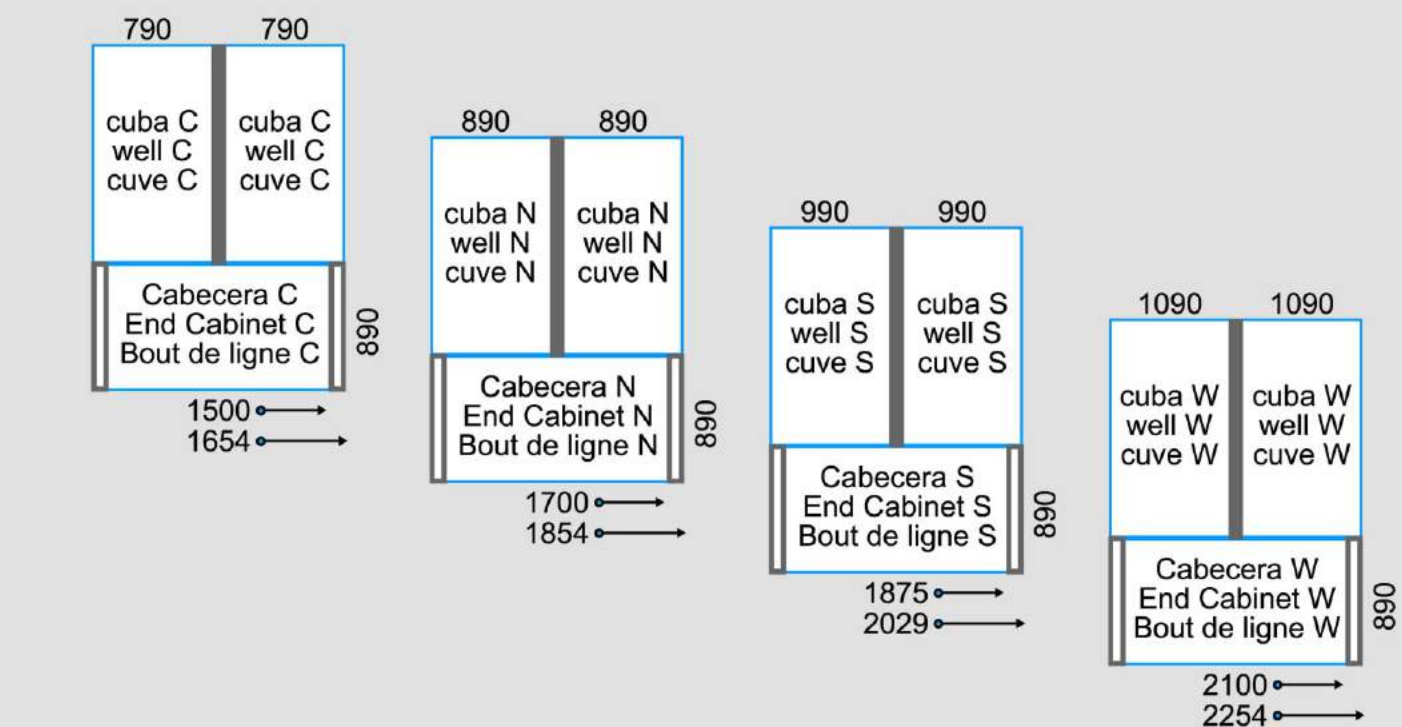 790 790
cuba C
well C
cuve C
cuba C
well C
cuve C
Cabecera C
End Cabinet C
Bout de ligne C
890
1500
1654
890 890
cuba N
well N
cuve N
cuba N
well N
cuve N
Cabecera N
End Cabinet N
Bout de ligne N
890
1700
1854
990 990
cuba S
well S
cuve S
cuba S
well S
cuve S
Cabecera S
End Cabinet S
Bout de ligne S
890
1875
2029
1090 1090
cuba W
well W
cuve W
cuba W
well W
cuve W
Cabecera W
End Cabinet W
Bout de ligne W
890
2100
2254